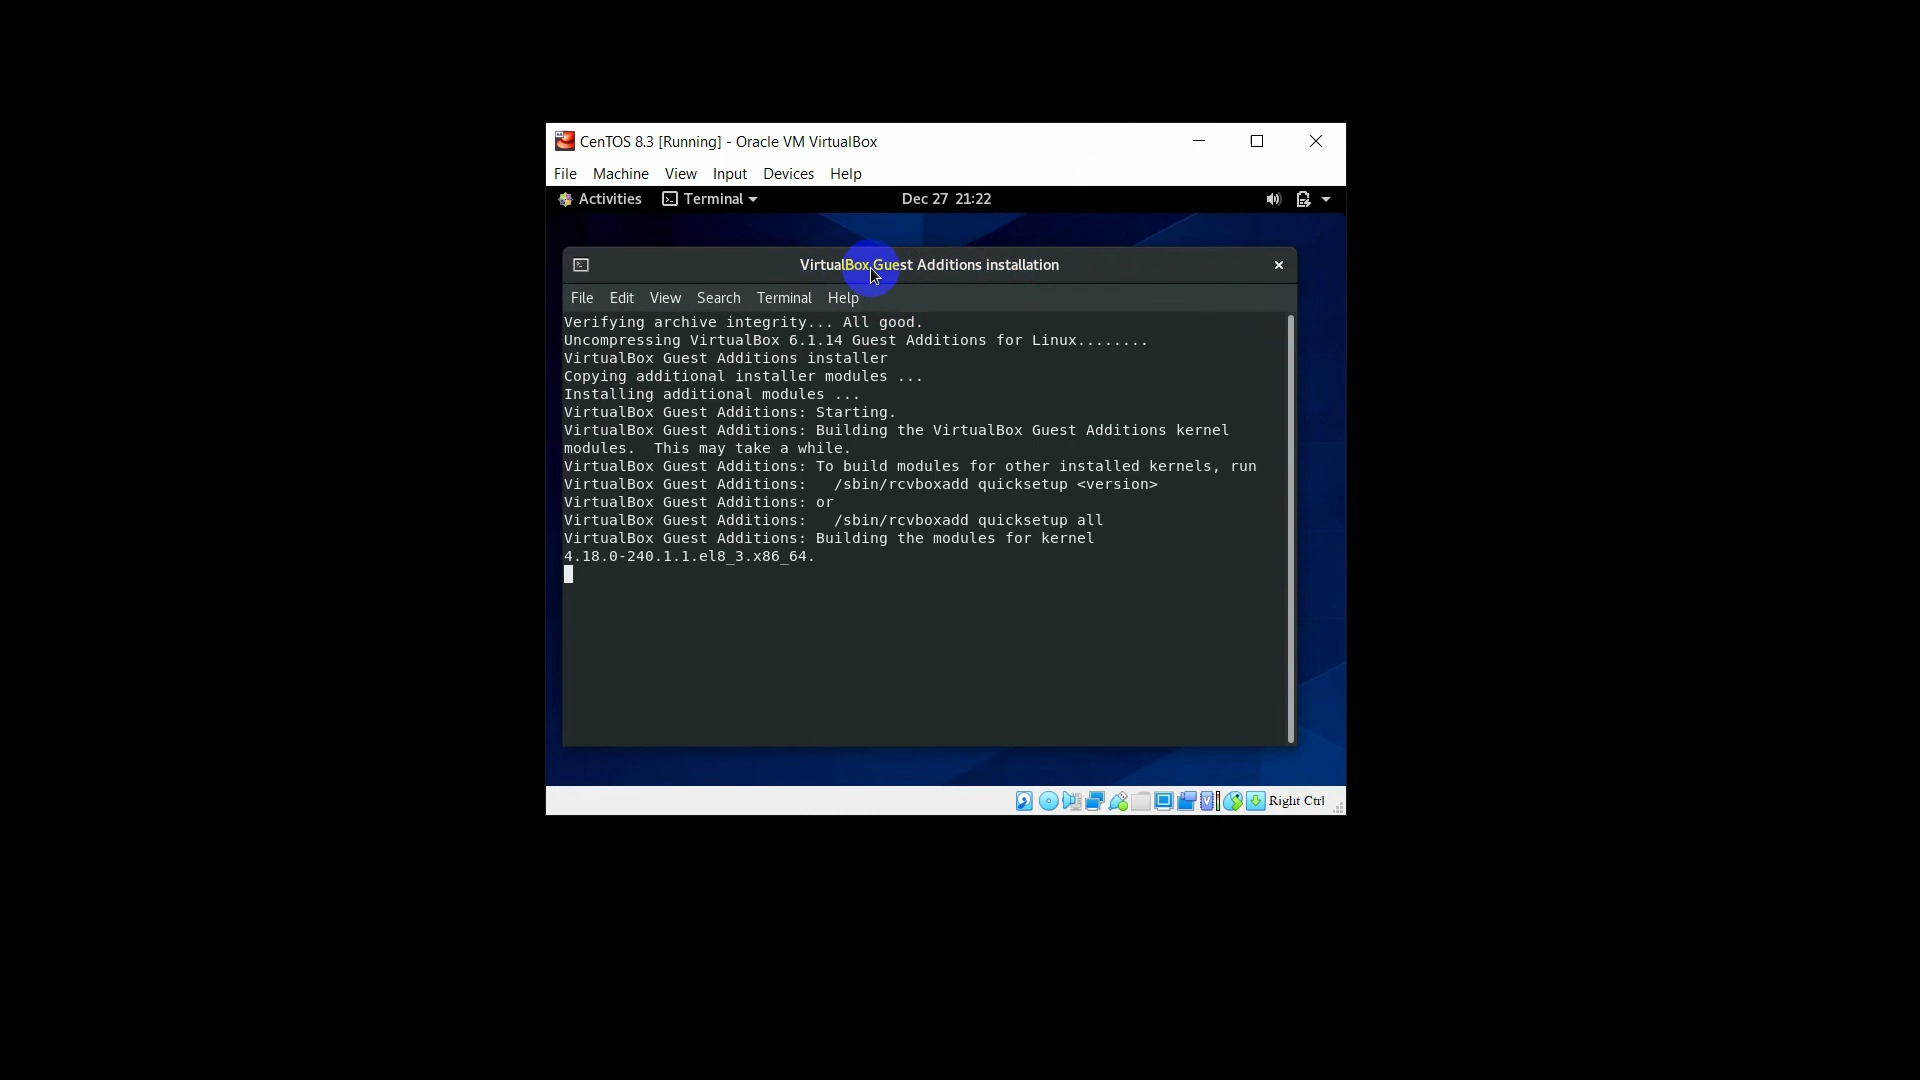 CentOS 8.3 [Running] - Oracle VM VirtualBox
File Machine View Input Devices Help
Activities Terminal Dec 27 21:22
VirtualBox Guest Additions installation
File Edit View Search Terminal Help
Verifying archive integrity... All good.
Uncompressing VirtualBox 6.1.14 Guest Additions for Linux........
VirtualBox Guest Additions installer
Copying additional installer modules ...
Installing additional modules ...
VirtualBox Guest Additions: Starting.
VirtualBox Guest Additions: Building the VirtualBox Guest Additions kernel
modules.  This may take a while.
VirtualBox Guest Additions: To build modules for other installed kernels, run
VirtualBox Guest Additions:   /sbin/rcvboxadd quicksetup <version>
VirtualBox Guest Additions: or
VirtualBox Guest Additions:   /sbin/rcvboxadd quicksetup all
VirtualBox Guest Additions: Building the modules for kernel
4.18.0-240.1.1.el8_3.x86_64.
Right Ctrl